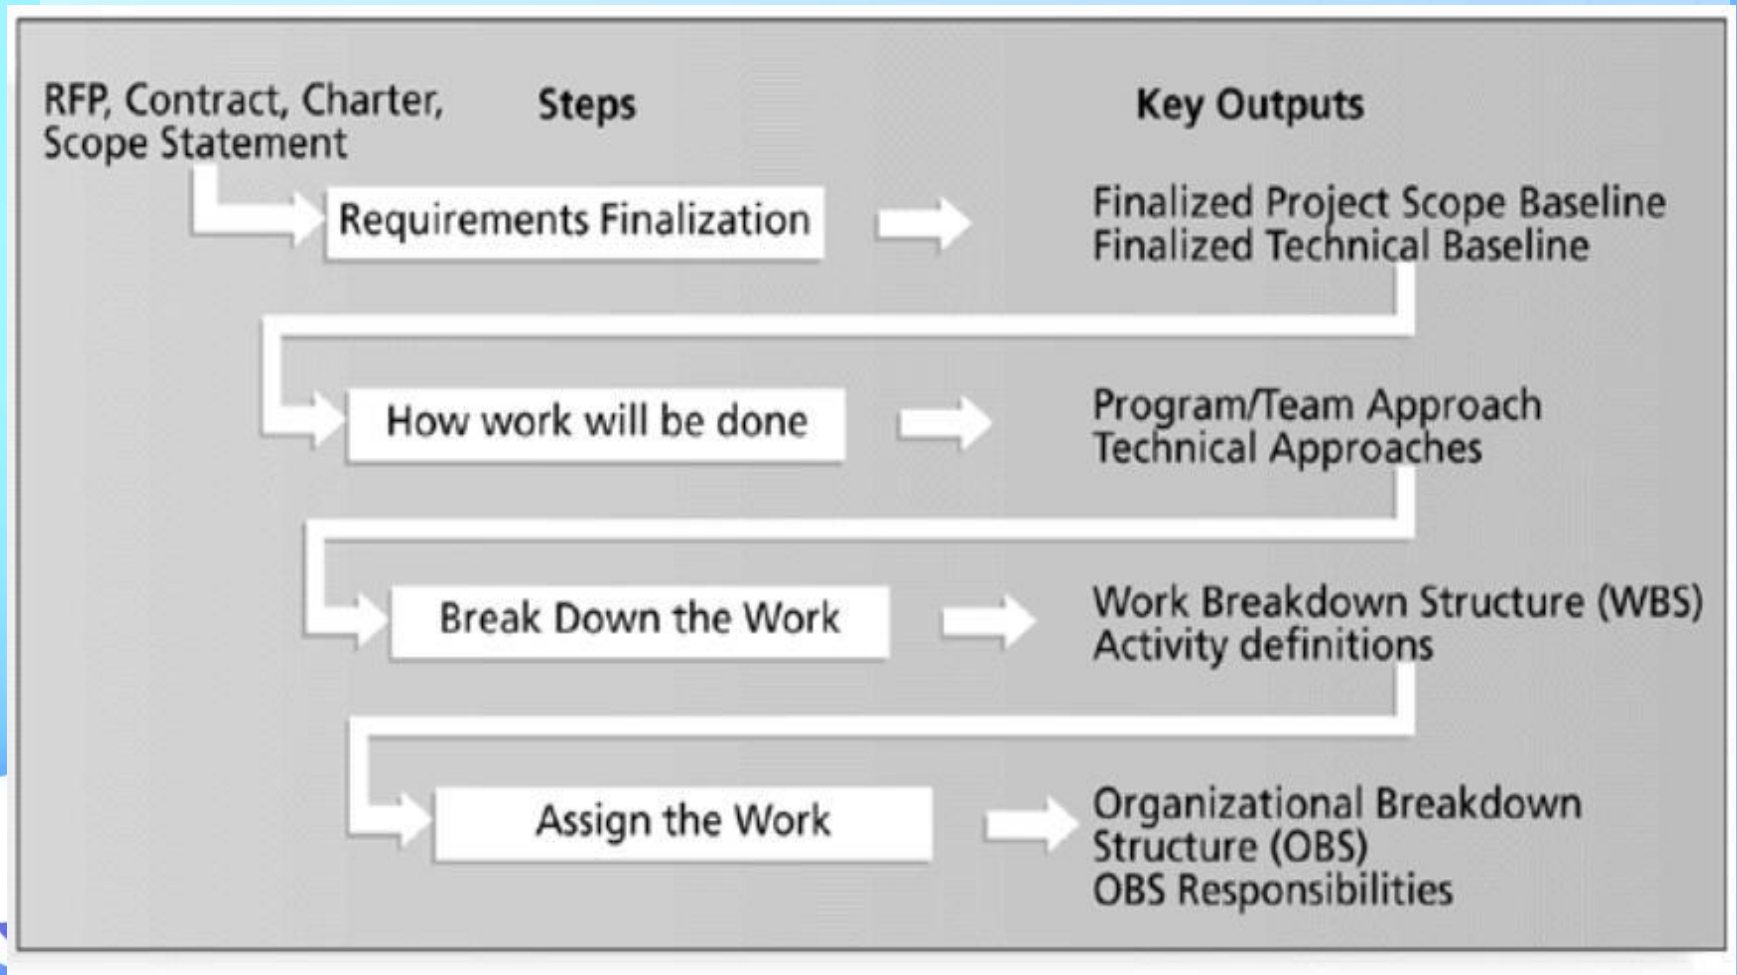 RFP, Contract, Charter,
Scope Statement
Steps
Key Outputs
Requirements Finalization
Finalized Project Scope Baseline
Finalized Technical Baseline
How work will be done
Program/Team Approach
Technical Approaches
Break Down the Work
Work Breakdown Structure (WBS)
Activity definitions
Assign the Work
Organizational Breakdown
Structure (OBS)
OBS Responsibilities